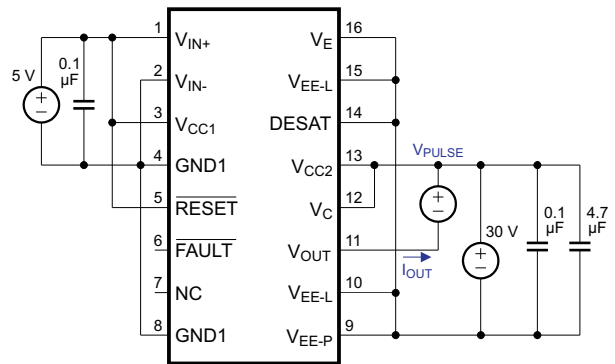 1 V_IN+ V_E 16
2 V_IN- V_EE-L 15
5 V 0.1 µF
3 V_CC1 DESAT 14
4 GND1 V_CC2 13
V_PULSE
5 RESET V_C 12
6 FAULT V_OUT 11
I_OUT
30 V
0.1 µF
4.7 µF
7 NC V_EE-L 10
8 GND1 V_EE-P 9